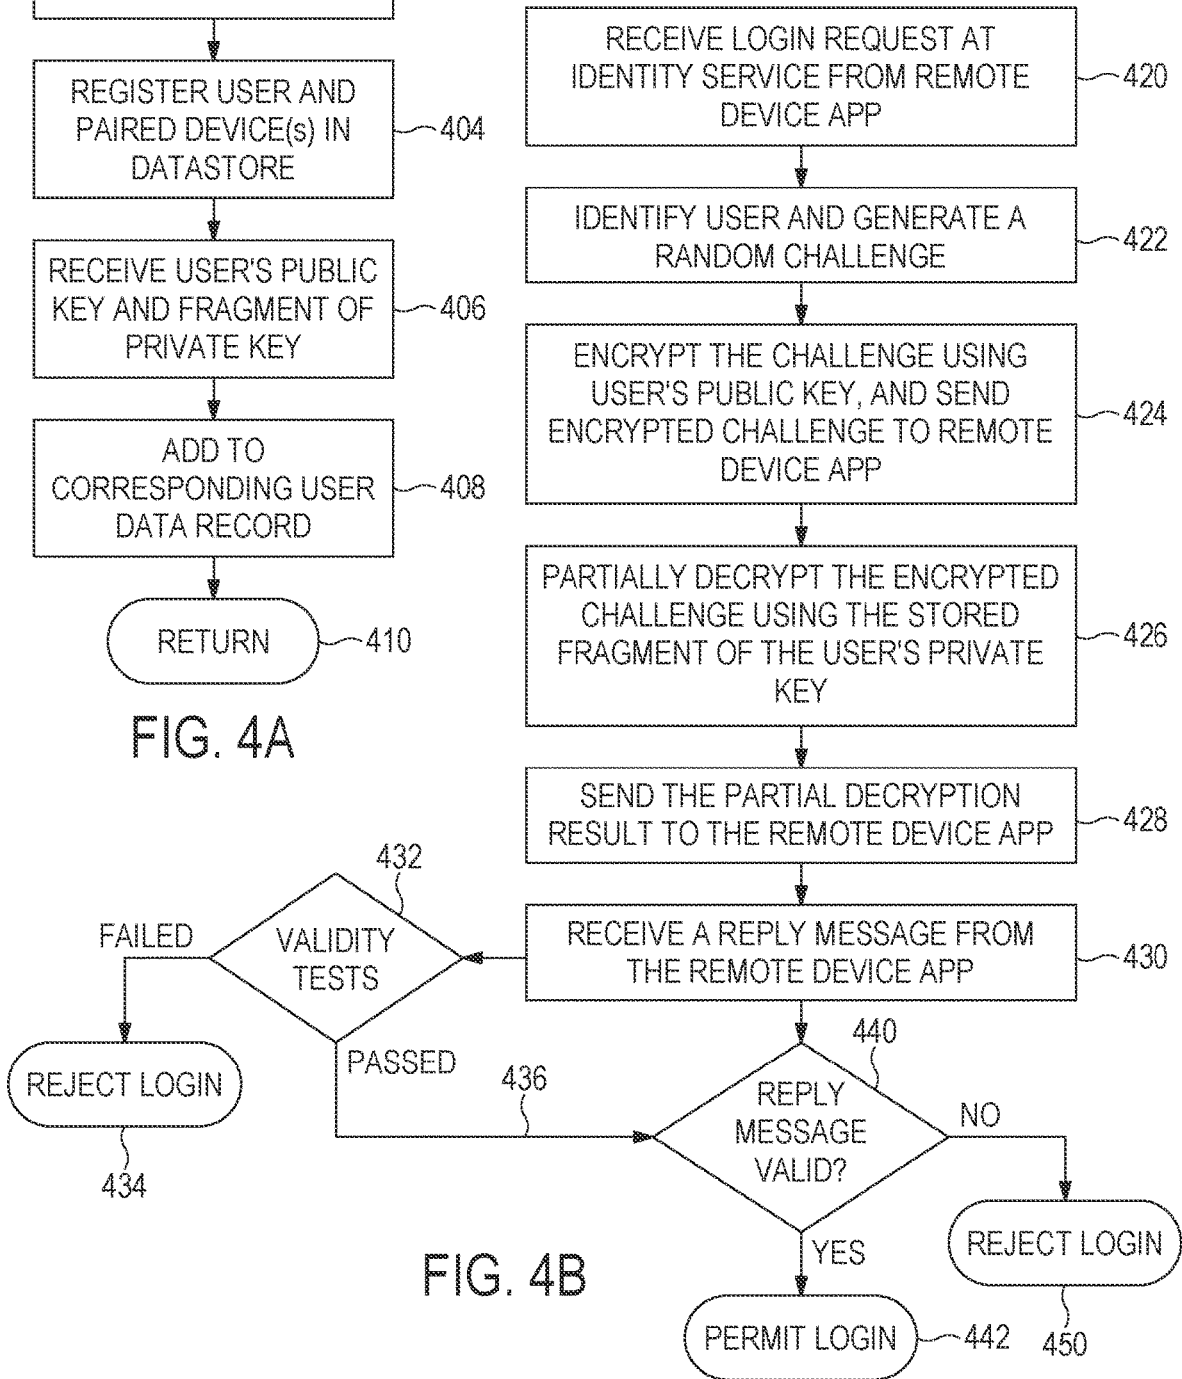 REGISTER USER AND
PAIRED DEVICE(s) IN
DATASTORE
404
RECEIVE USER'S PUBLIC
KEY AND FRAGMENT OF
PRIVATE KEY
406
ADD TO
CORRESPONDING USER
DATA RECORD
408
RETURN
410
FIG. 4A
RECEIVE LOGIN REQUEST AT
IDENTITY SERVICE FROM REMOTE
DEVICE APP
420
IDENTIFY USER AND GENERATE A
RANDOM CHALLENGE
422
ENCRYPT THE CHALLENGE USING
USER'S PUBLIC KEY, AND SEND
ENCRYPTED CHALLENGE TO REMOTE
DEVICE APP
424
PARTIALLY DECRYPT THE ENCRYPTED
CHALLENGE USING THE STORED
FRAGMENT OF THE USER'S PRIVATE
KEY
426
SEND THE PARTIAL DECRYPTION
RESULT TO THE REMOTE DEVICE APP
428
RECEIVE A REPLY MESSAGE FROM
THE REMOTE DEVICE APP
430
432
VALIDITY
TESTS
FAILED
REJECT LOGIN
434
PASSED
436
440
REPLY
MESSAGE
VALID?
NO
REJECT LOGIN
450
YES
PERMIT LOGIN
442
FIG. 4B